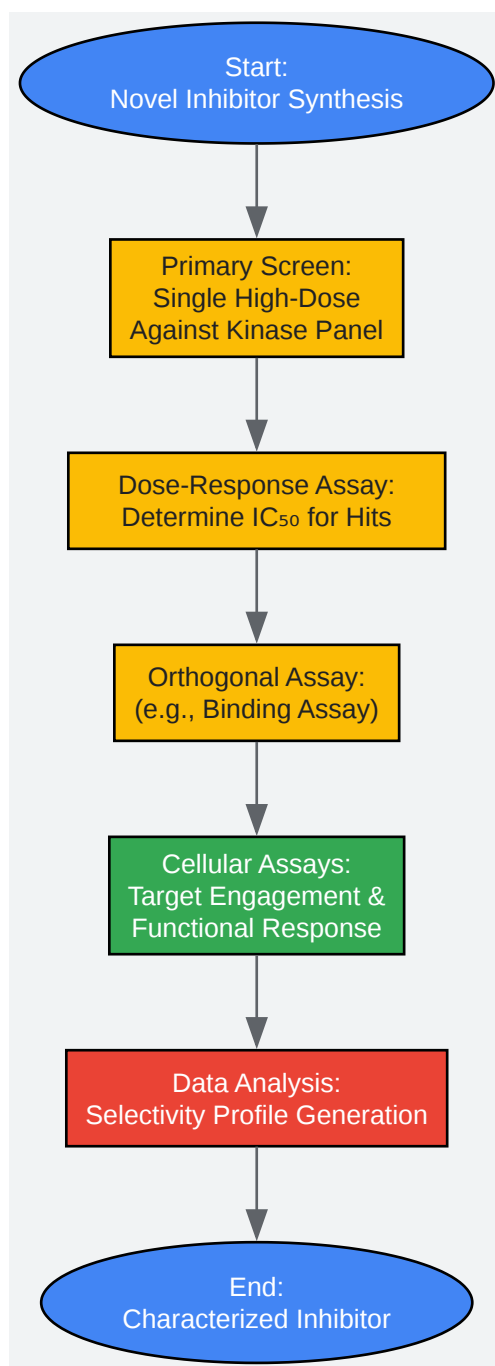 Start:
Novel Inhibitor Synthesis
Primary Screen:
Single High-Dose
Against Kinase Panel
Dose-Response Assay:
Determine IC₅₀ for Hits
Orthogonal Assay:
(e.g., Binding Assay)
Cellular Assays:
Target Engagement &
Functional Response
Data Analysis:
Selectivity Profile Generation
End:
Characterized Inhibitor